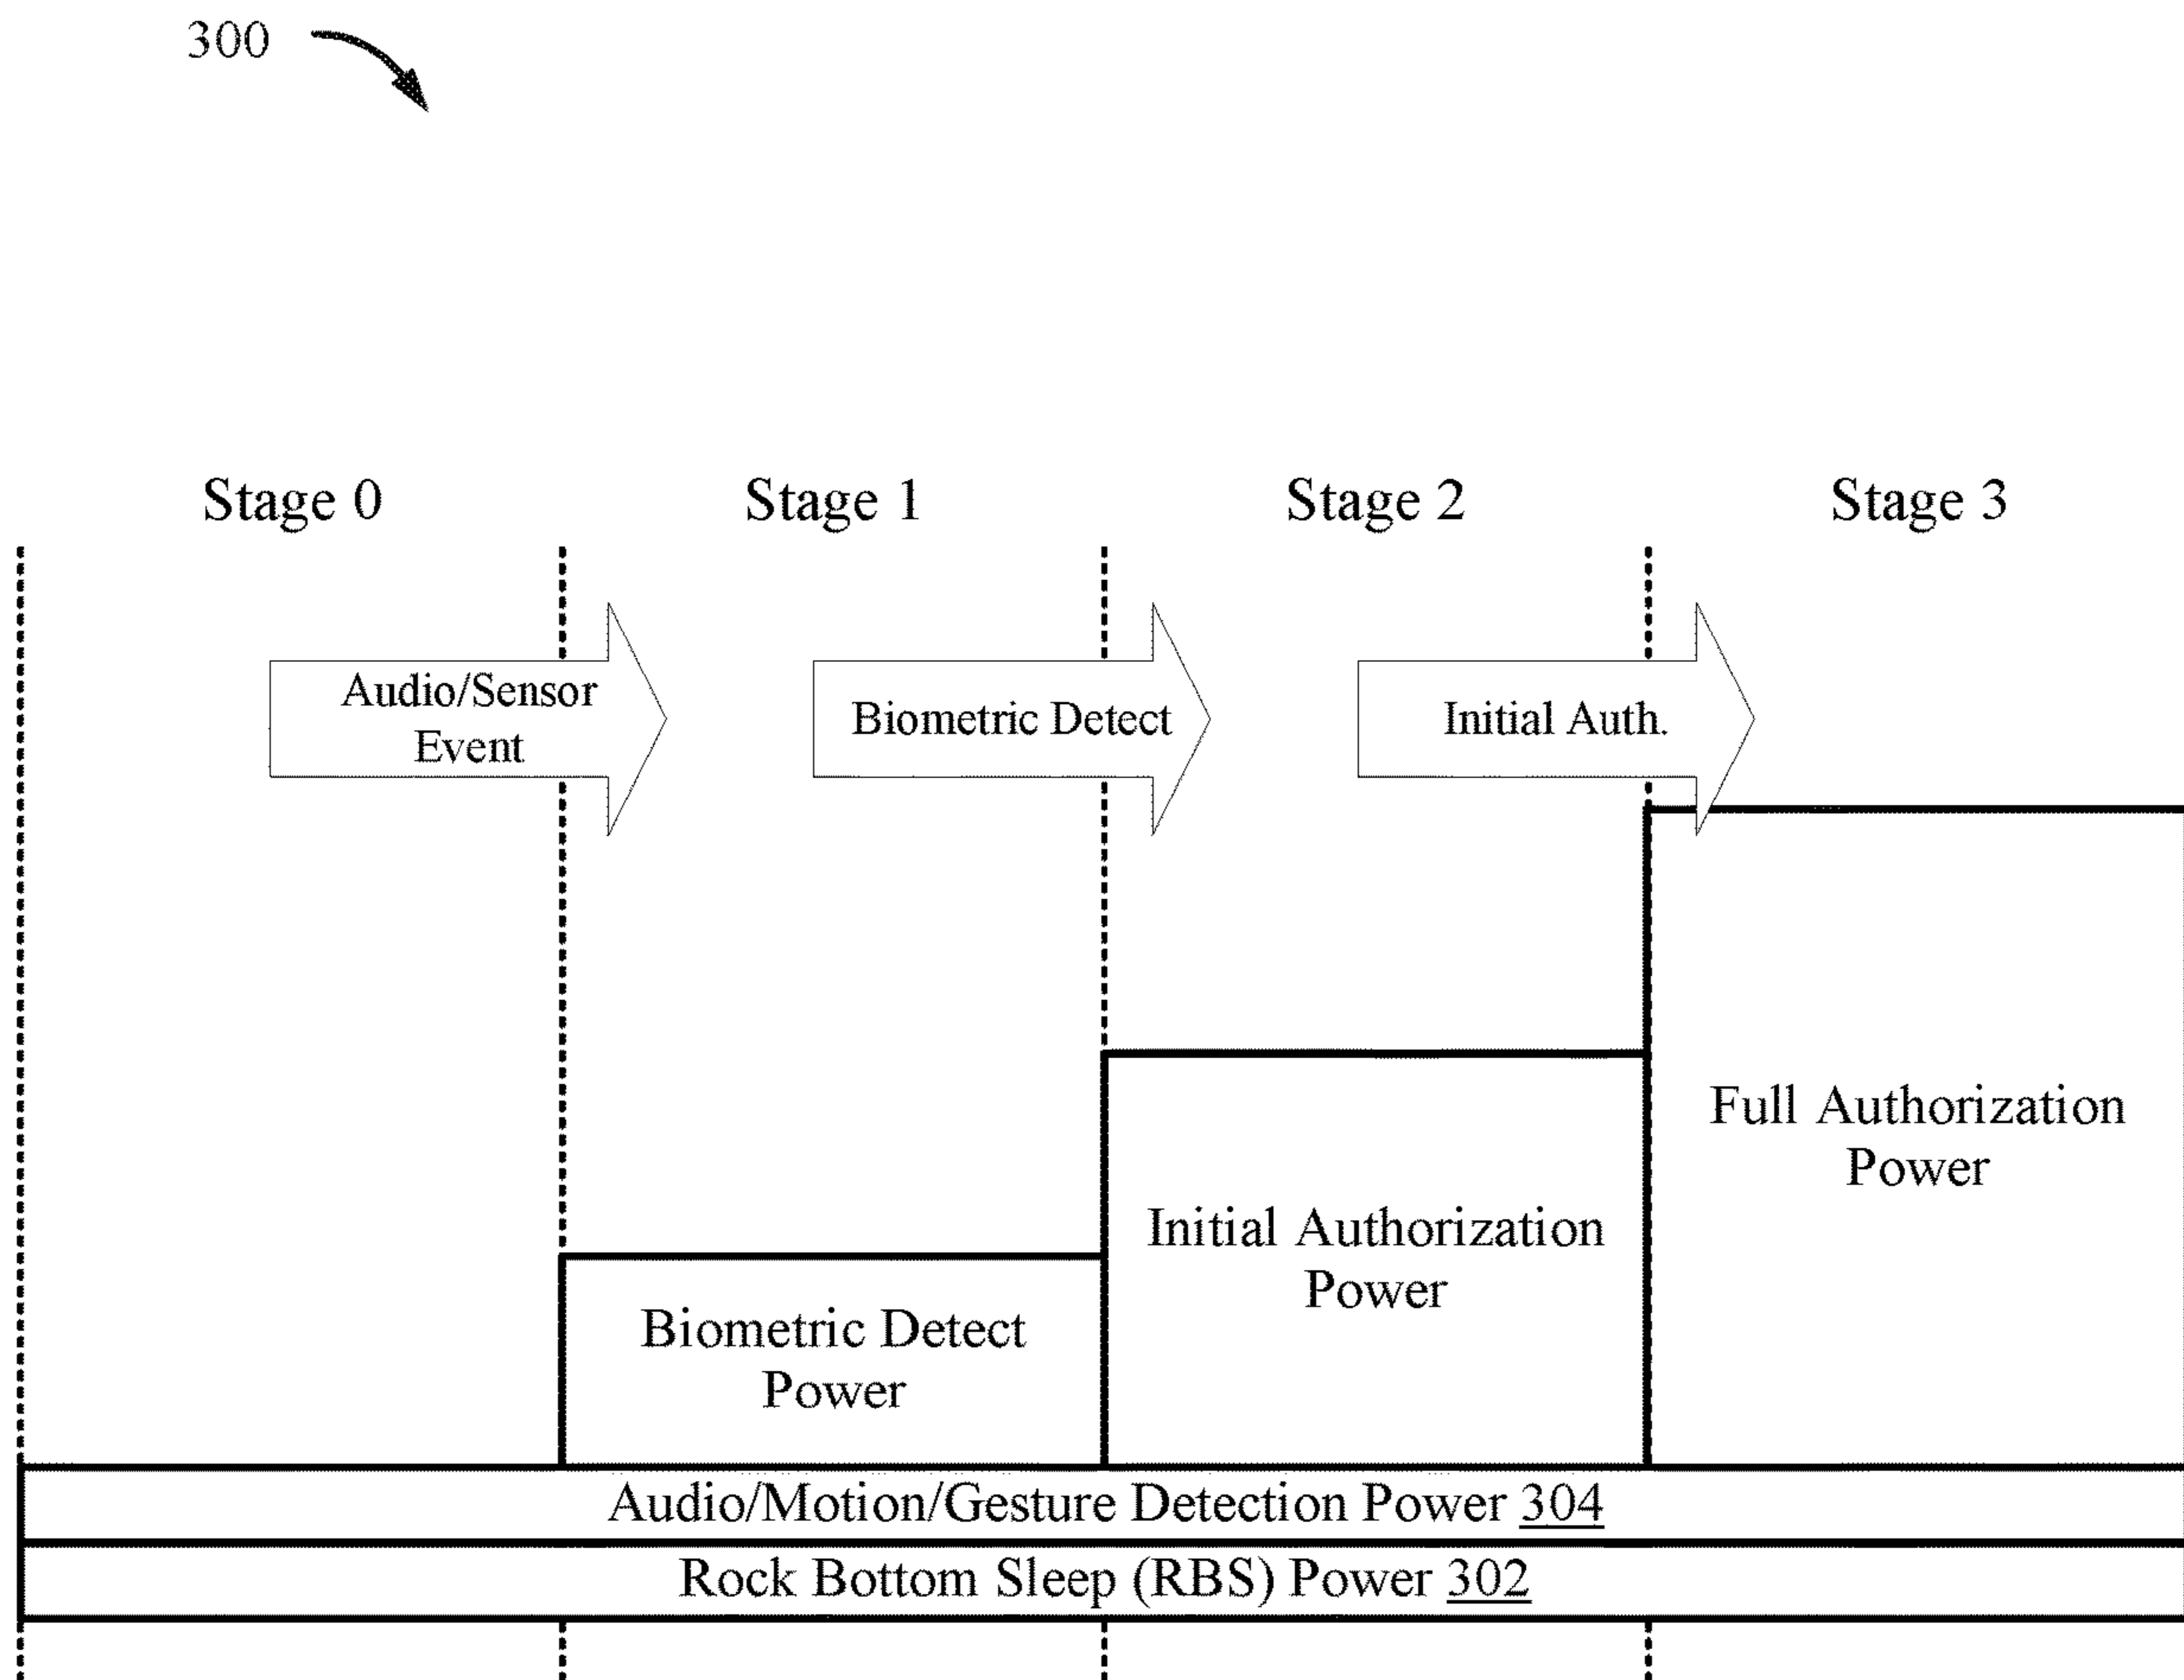 300
Stage 0
Stage 1
Stage 2
Stage 3
Audio/Sensor
Event
Biometric Detect
Initial Auth.
Full Authorization
Power
Initial Authorization
Power
Biometric Detect
Power
Audio/Motion/Gesture Detection Power 304
Rock Bottom Sleep (RBS) Power 302